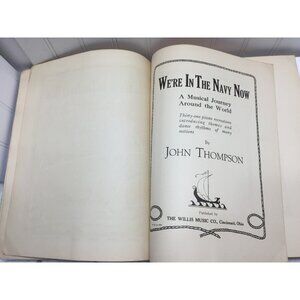 WE'RE IN THE NAVY NOW
A Musical Journey
Around the World
Thirty-one piano narratives
introducing themes and
dance rhythms of many
nations
By
JOHN THOMPSON
Published by
THE WILLIS MUSIC CO., Cincinnati, Ohio